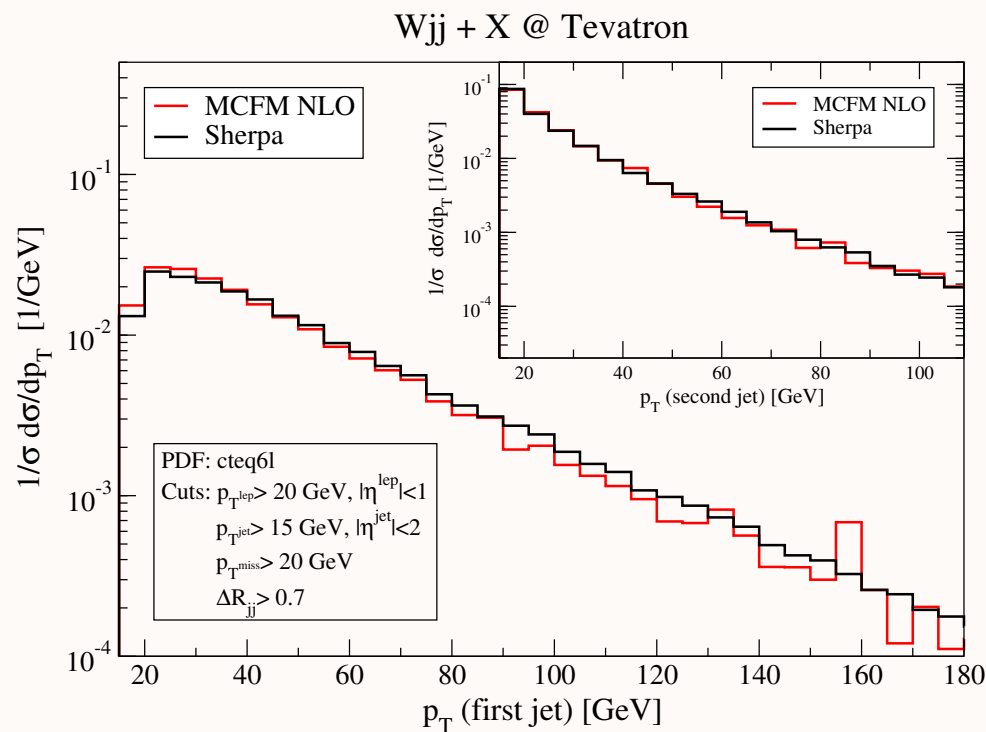 Wjj + X @ Tevatron
MCFM NLO
Sherpa
1/σ dσ/dp_T [1/GeV]
10^-1
10^-2
10^-3
10^-4
20 40 60 80 100 120 140 160 180
p_T (first jet) [GeV]
PDF: cteq6l
Cuts: p_T^lep > 20 GeV, |η^lep|<1
p_T^jet > 15 GeV, |η^jet|<2
p_T^miss > 20 GeV
ΔR_jj > 0.7
MCFM NLO
Sherpa
1/σ dσ/dp_T [1/GeV]
10^-1
10^-2
10^-3
10^-4
20 40 60 80 100
p_T (second jet) [GeV]